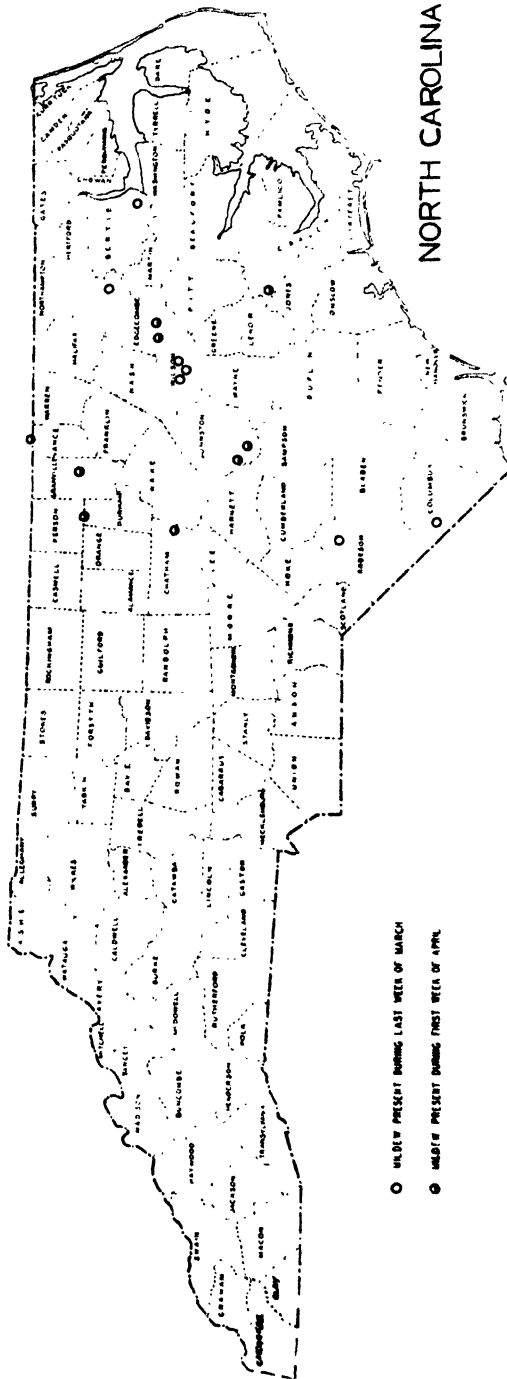 ASHE
ALLEGHANY
SURRY
STOKES
ROCKINGHAM
CASWELL
PERSON
GRANVILLE
VANCE
WARREN
NORTHAMPTON
GATES
CAMDEN
PASQUOTANK
HERTFORD
HALIFAX
WATAUGA
WILKES
YADKIN
FORSYTH
GUILFORD
ALAMANCE
ORANGE
DURHAM
FRANKLIN
NASH
EDGECOMBE
BERTIE
CHOWAN
MARTIN
WASHINGTON
TYRRELL
DARE
MITCHELL
AVERY
CALDWELL
ALEXANDER
IREDELL
DAVIE
DAVIDSON
RANDOLPH
CHATHAM
WAKE
JOHNSTON
WILSON
PITT
BEAUFORT
HYDE
MADISON
YANCEY
BURKE
CATAWBA
ROWAN
MONTGOMERY
MOORE
LEE
HARNETT
WAYNE
GREENE
LENOIR
PAMLICO
JONES
SWAIN
HAYWOOD
BUNCOMBE
McDOWELL
RUTHERFORD
LINCOLN
CABARRUS
STANLY
CUMBERLAND
SAMPSON
DUPLIN
ONSLOW
CARTERET
GRAHAM
JACKSON
HENDERSON
POLK
CLEVELAND
GASTON
MECKLENBURG
UNION
ANSON
RICHMOND
SCOTLAND
HOKE
ROBESON
BLADEN
PENDER
NEW HANOVER
CLAY
MACON
TRANSYLVANIA
COLUMBUS
BRUNSWICK
MILDEW PRESENT DURING LAST WEEK OF MARCH
MILDEW PRESENT DURING FIRST WEEK OF APRIL
NORTH CAROLINA